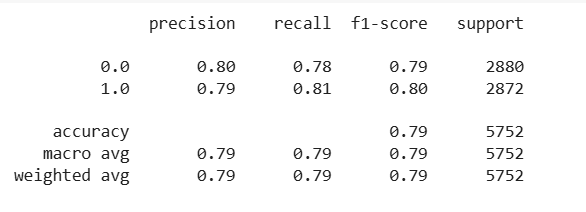 precision recall f1-score support
0.0 0.80 0.78 0.79 2880
1.0 0.79 0.81 0.80 2872
accuracy 0.79 5752
macro avg 0.79 0.79 0.79 5752
weighted avg 0.79 0.79 0.79 5752